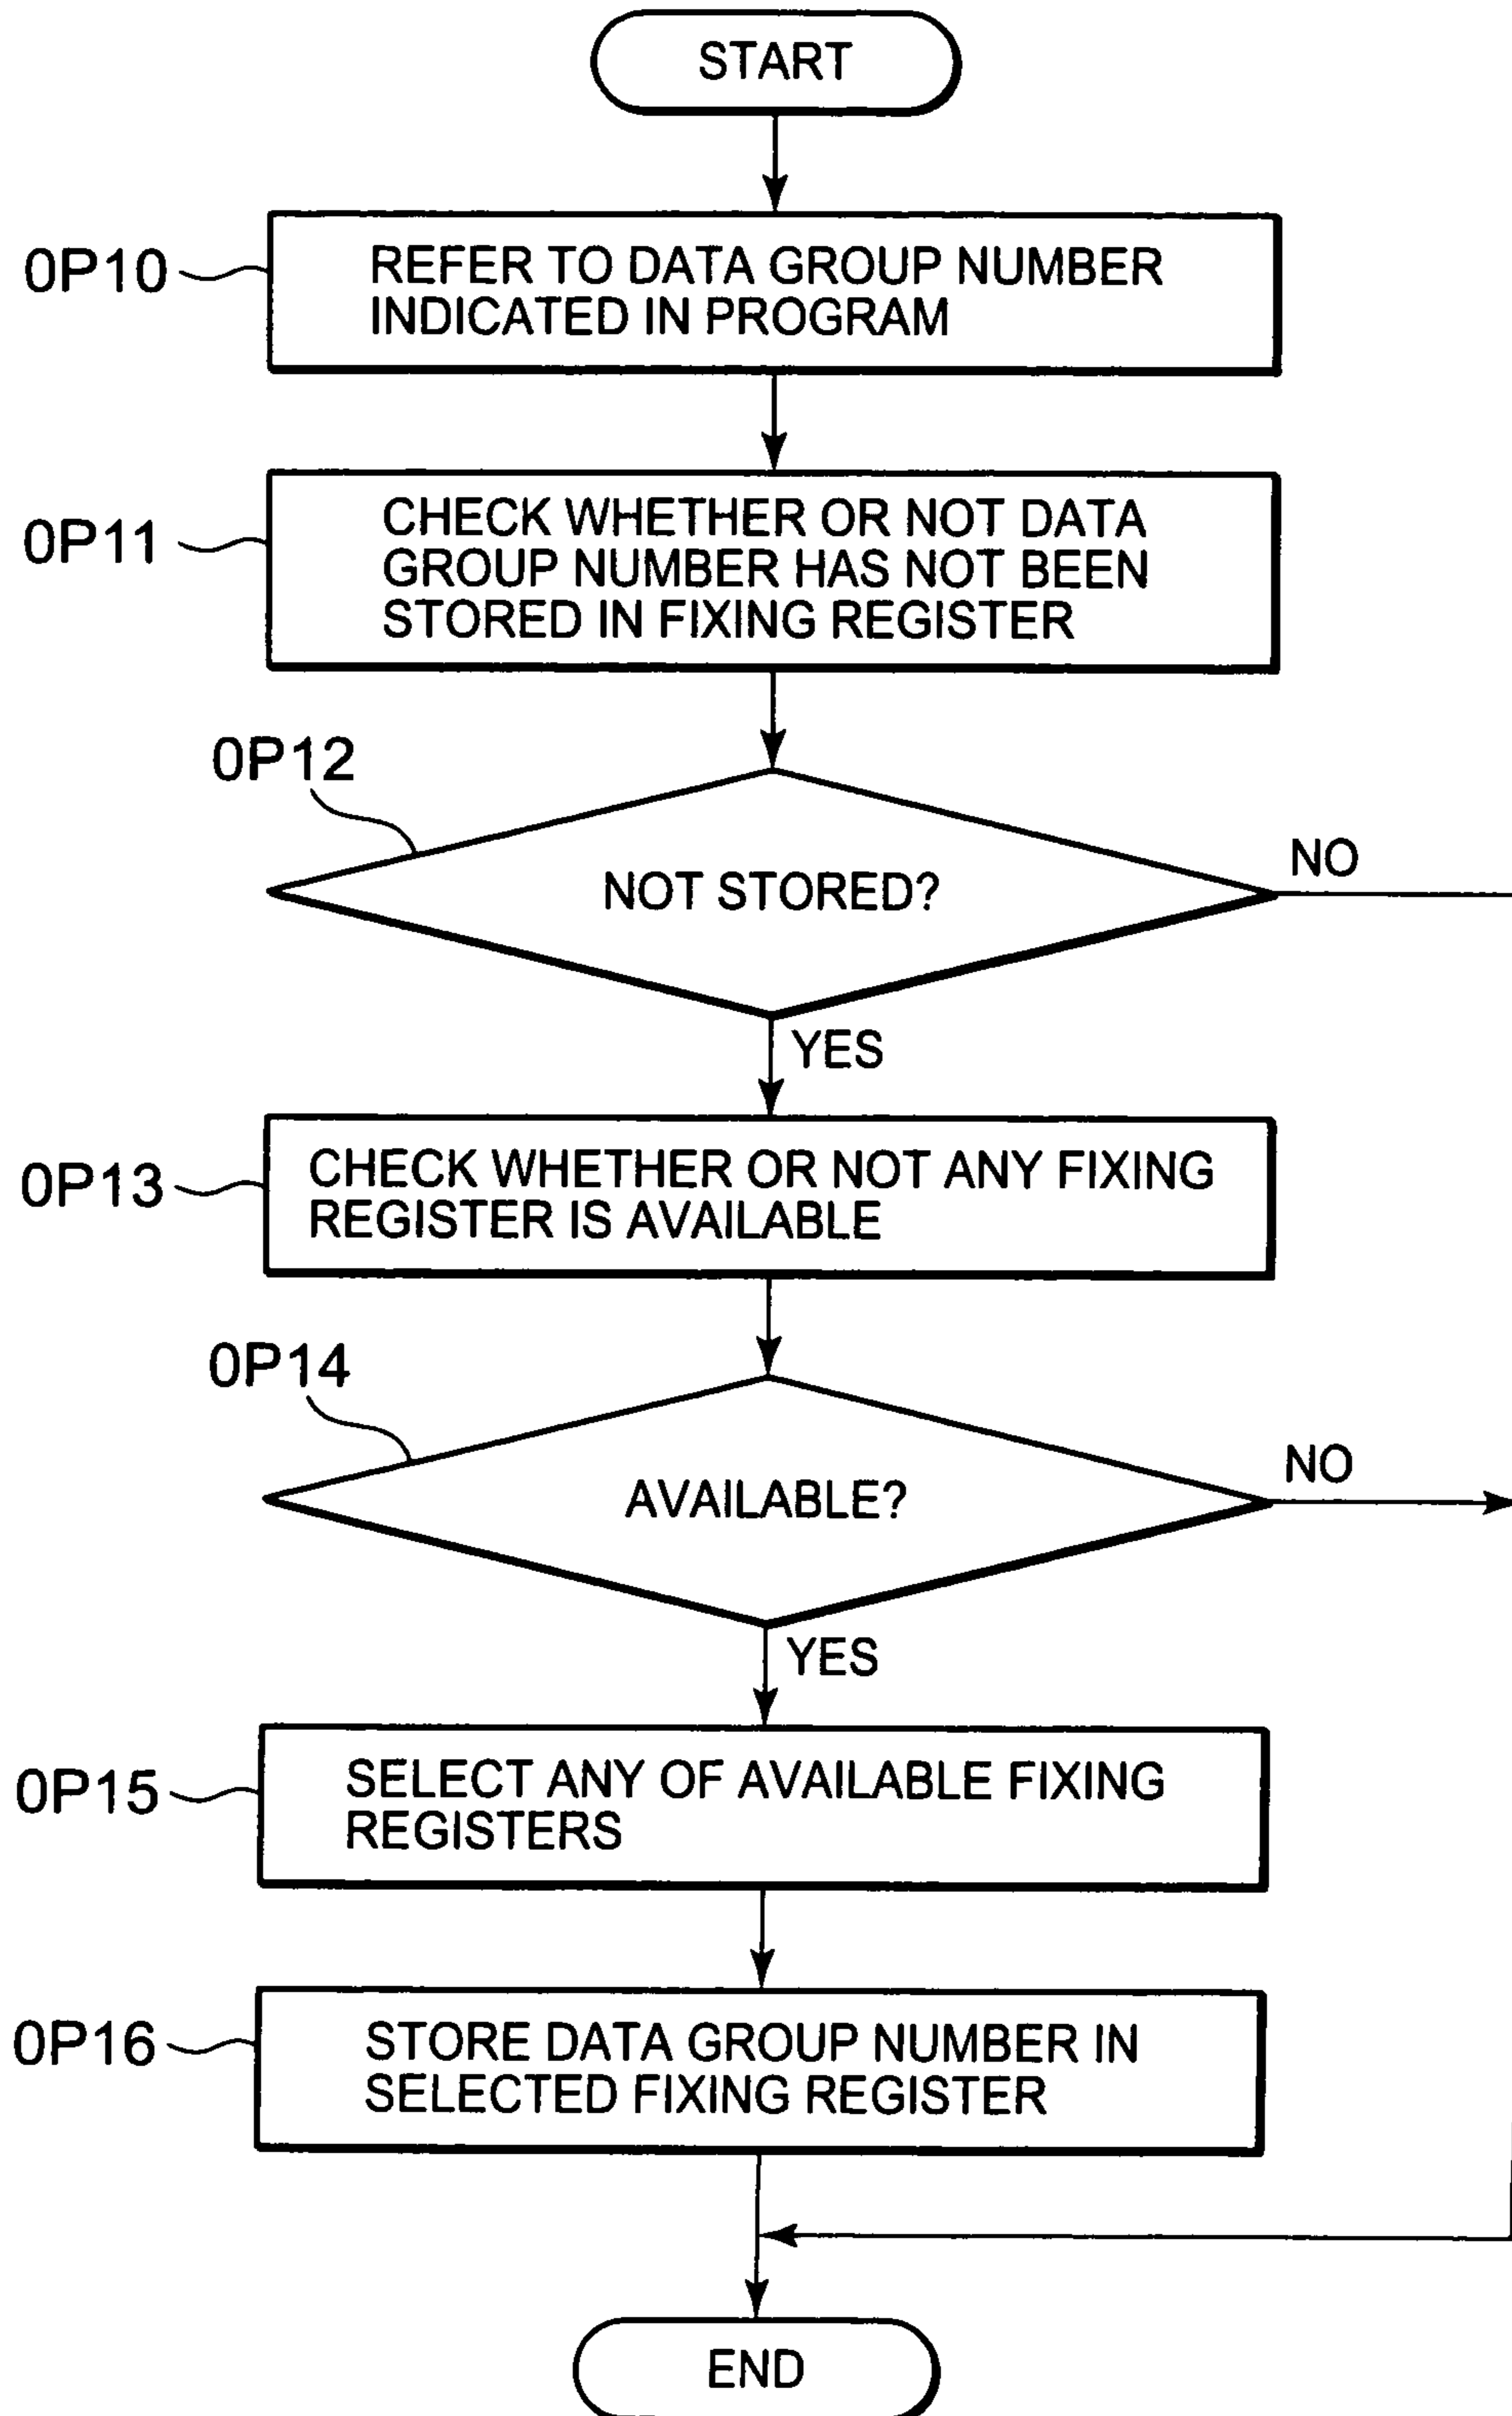 START
0P10
REFER TO DATA GROUP NUMBER
INDICATED IN PROGRAM
0P11
CHECK WHETHER OR NOT DATA
GROUP NUMBER HAS NOT BEEN
STORED IN FIXING REGISTER
0P12
NOT STORED?
NO
YES
0P13
CHECK WHETHER OR NOT ANY FIXING
REGISTER IS AVAILABLE
0P14
AVAILABLE?
NO
YES
0P15
SELECT ANY OF AVAILABLE FIXING
REGISTERS
0P16
STORE DATA GROUP NUMBER IN
SELECTED FIXING REGISTER
END